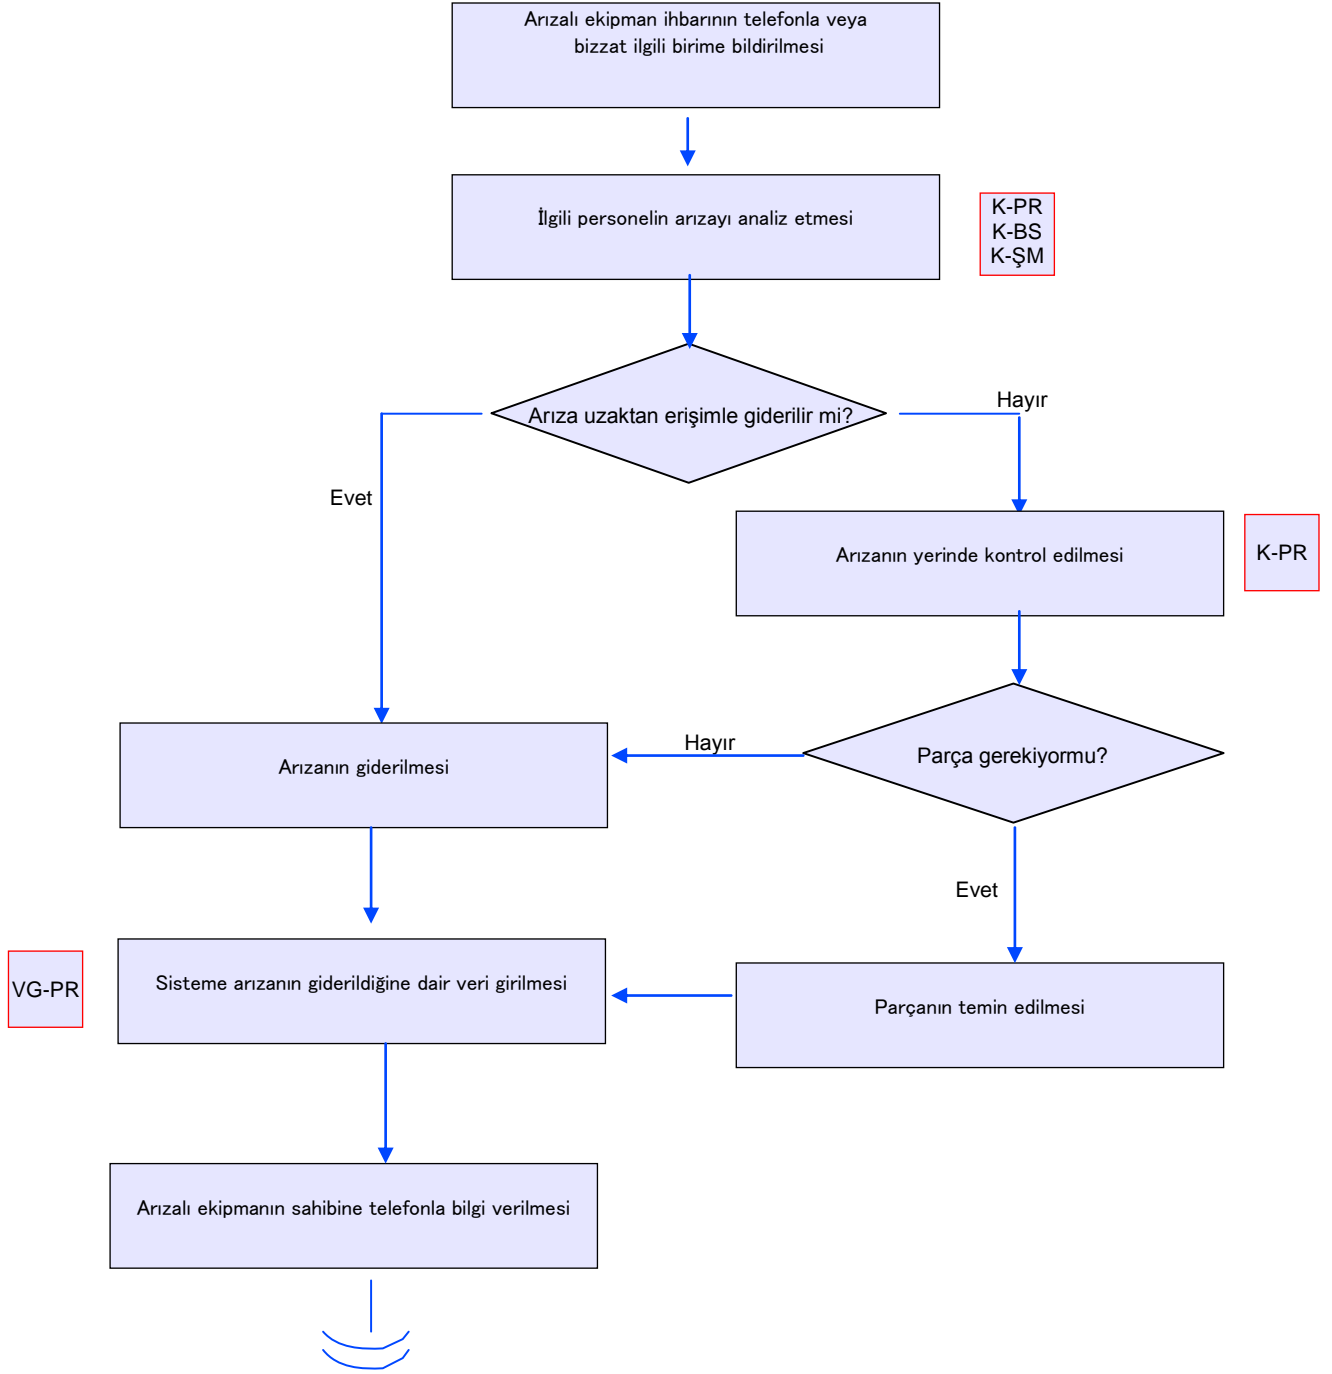 Arızalı ekipman ihbarının telefonla veya
bizzat ilgili birime bildirilmesi
İlgili personelin arızayı analiz etmesi
K-PR
K-BS
K-ŞM
Arıza uzaktan erişimle giderilir mi?
Hayır
Evet
Arızanın yerinde kontrol edilmesi
K-PR
Arızanın giderilmesi
Hayır
Parça gerekiyormu?
Evet
VG-PR
Sisteme arızanın giderildiğine dair veri girilmesi
Parçanın temin edilmesi
Arızalı ekipmanın sahibine telefonla bilgi verilmesi